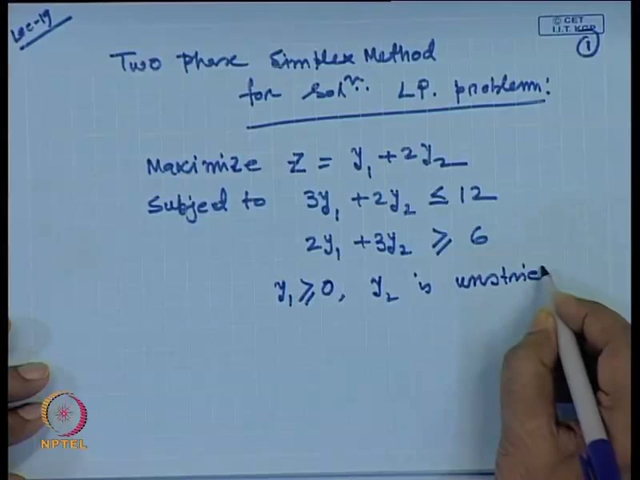 Lec-19
© CET
I.I.T. KGP
1
Two phase Simplex Method
for Solⁿ. LP. problem:
Maximize Z = y₁ + 2y₂
Subject to 3y₁ + 2y₂ ≤ 12
2y₁ + 3y₂ ≥ 6
y₁ ≥ 0, y₂ is unstric
NPTEL